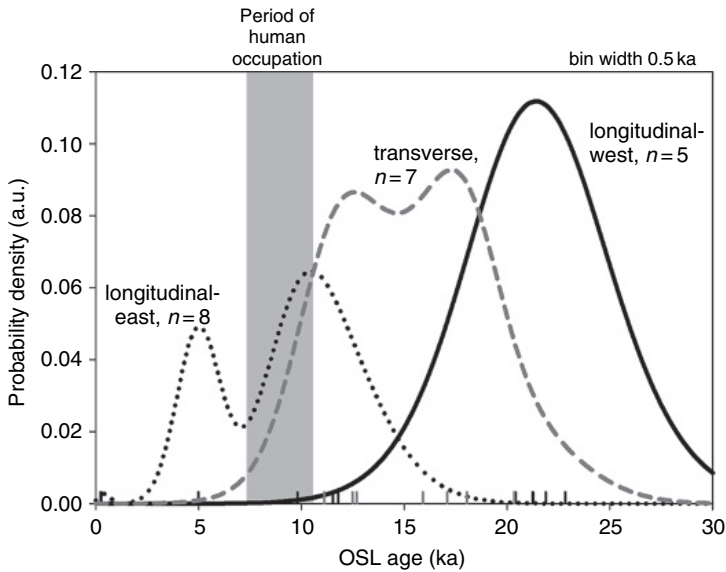 Period of
human
occupation
bin width 0.5 ka
0.12
0.10
0.08
0.06
0.04
0.02
0.00
Probability density (a.u.)
longitudinal-
west, n=5
transverse,
n=7
longitudinal-
east, n=8
0
5
10
15
20
25
30
OSL age (ka)